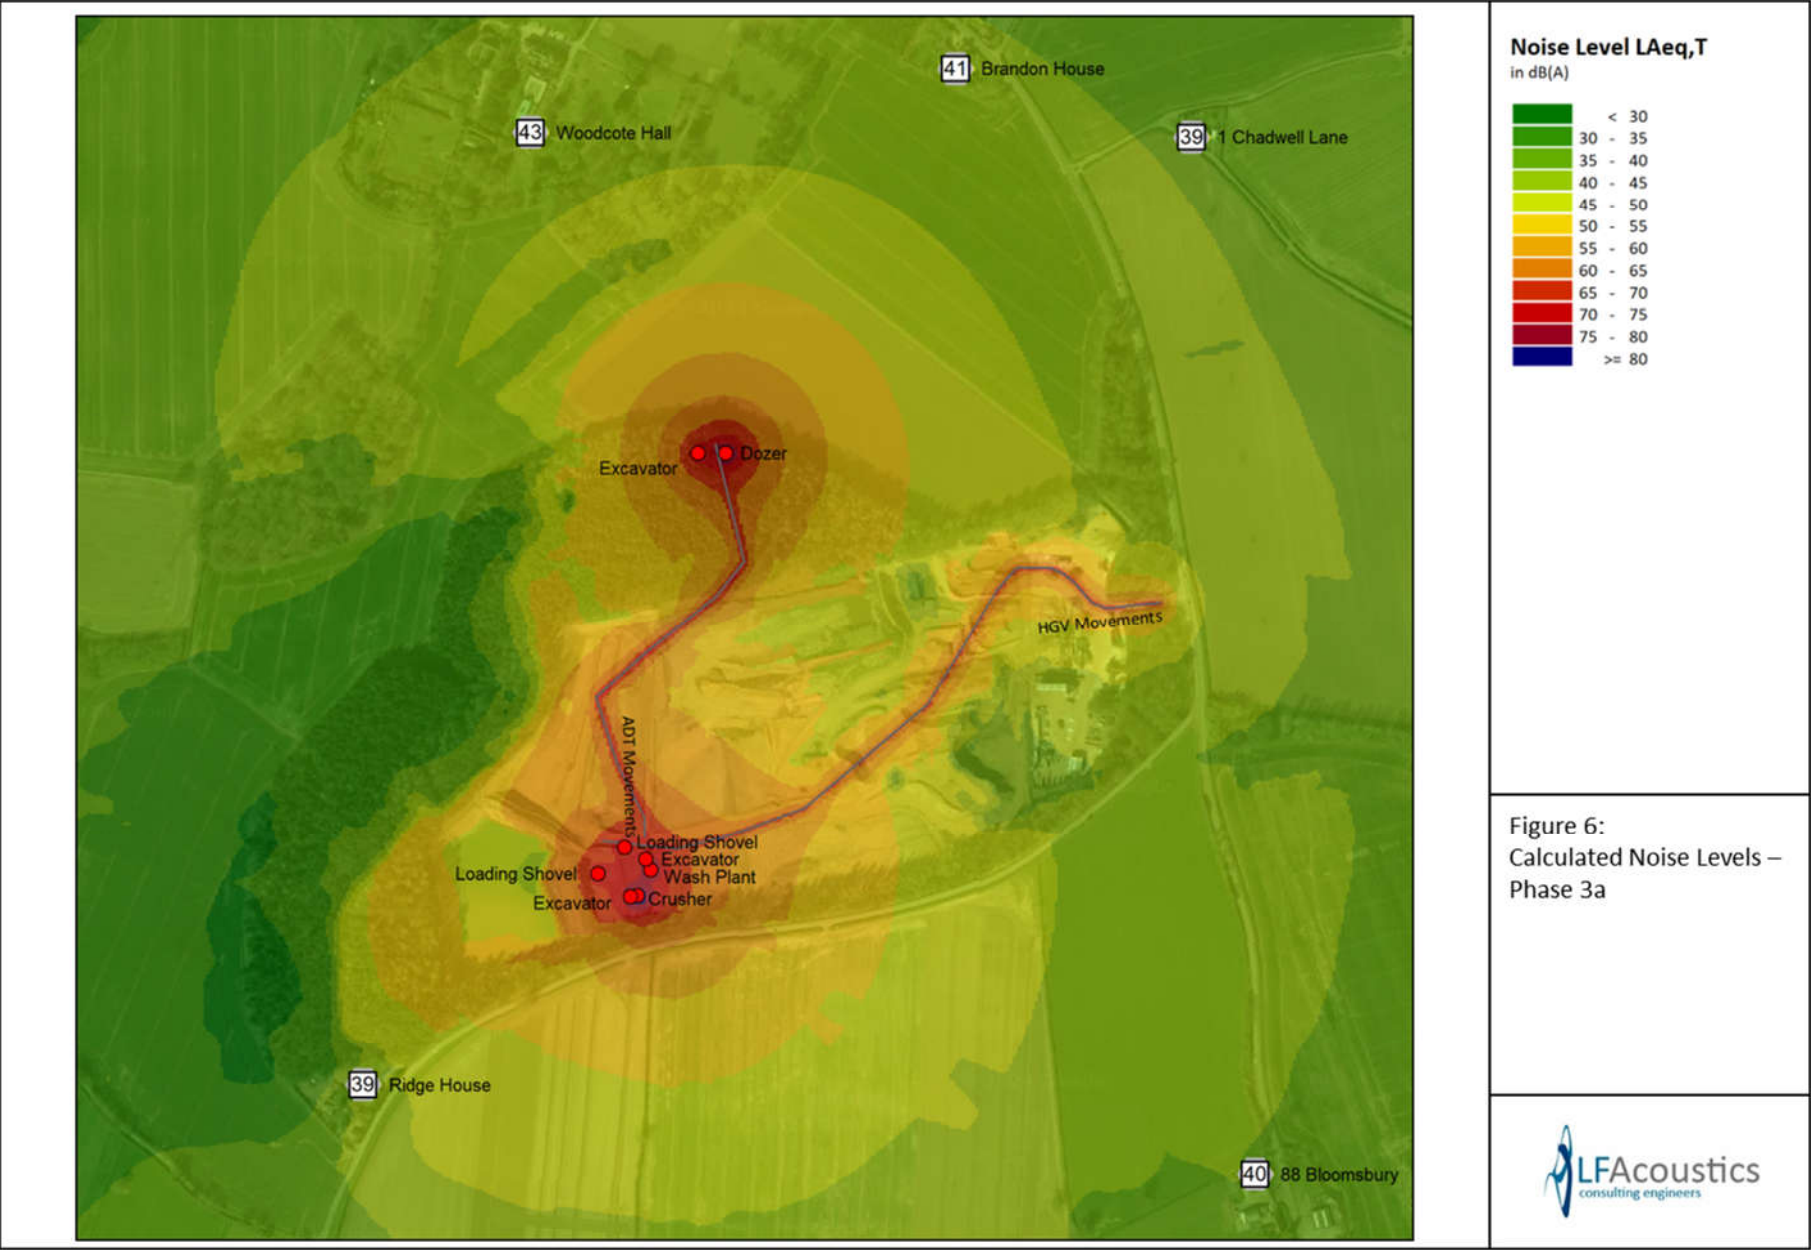 41 Brandon House
43 Woodcote Hall
39 1 Chadwell Lane
Excavator
Dozer
HGV Movements
ADT Movements
Loading Shovel
Excavator
Loading Shovel
Wash Plant
Excavator
Crusher
39 Ridge House
40 88 Bloomsbury
Noise Level LAeq,T
in dB(A)
< 30
30 - 35
35 - 40
40 - 45
45 - 50
50 - 55
55 - 60
60 - 65
65 - 70
70 - 75
75 - 80
>= 80
Figure 6:
Calculated Noise Levels –
Phase 3a
LFAcoustics
consulting engineers